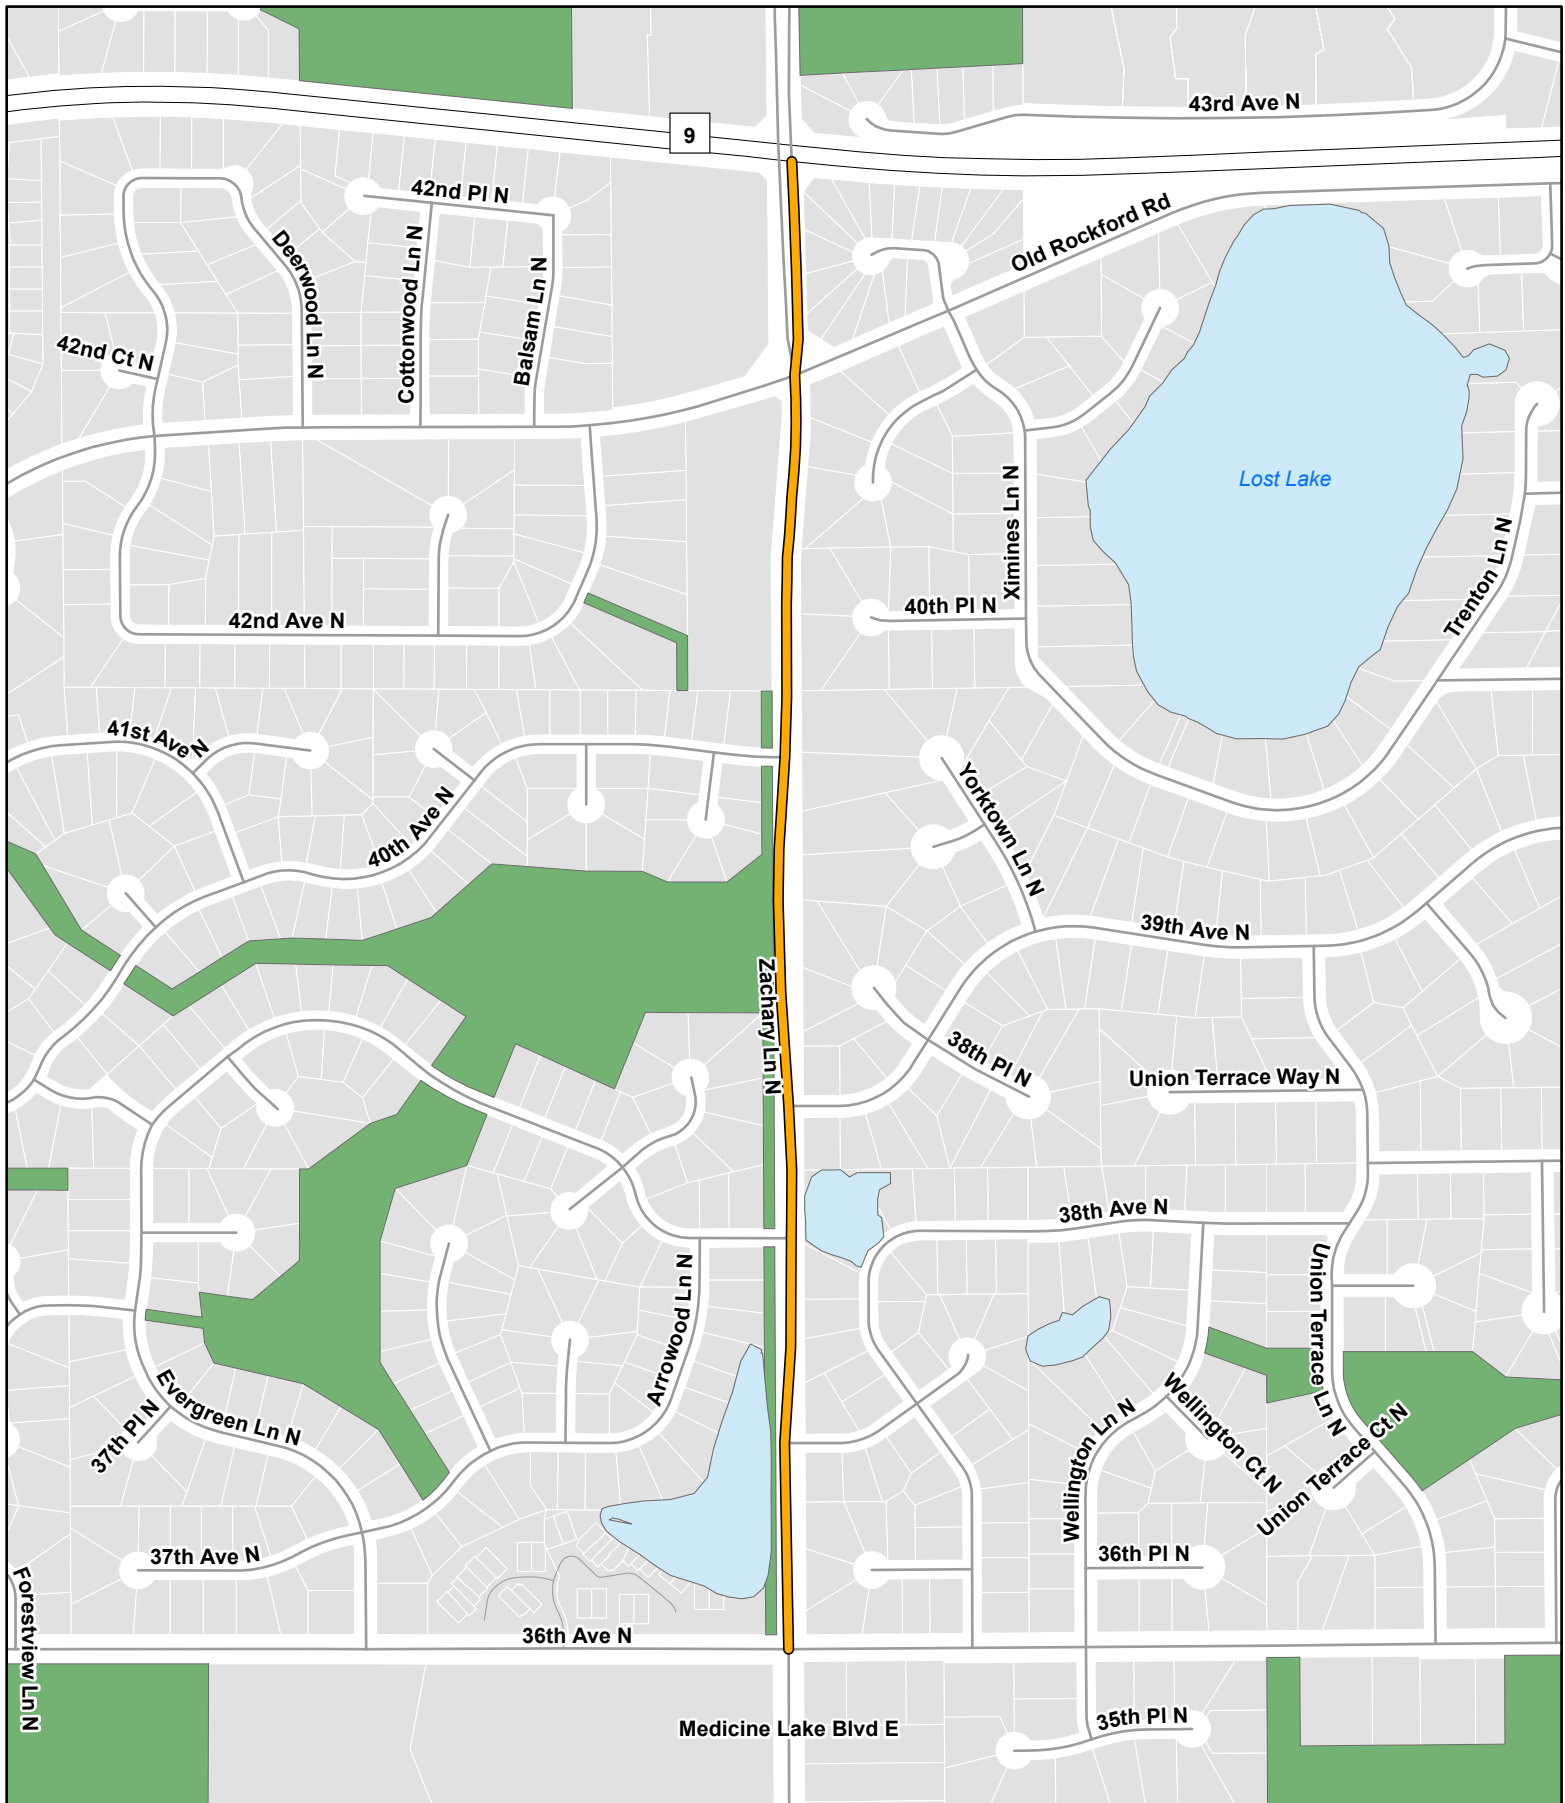 43rd Ave N
9
42nd Pl N
Old Rockford Rd
Deerwood Ln N
Cottonwood Ln N
Balsam Ln N
42nd Ct N
Lost Lake
Ximines Ln N
Trenton Ln N
40th Pl N
42nd Ave N
41st Ave N
40th Ave N
Yorktown Ln N
39th Ave N
Zachary Ln N
38th Pl N
Union Terrace Way N
38th Ave N
Arrowood Ln N
Union Terrace Ln N
Evergreen Ln N
37th Pl N
Wellington Ln N
Wellington Ct N
Union Terrace Ct N
37th Ave N
36th Pl N
Forestview Ln N
36th Ave N
Medicine Lake Blvd E
35th Pl N